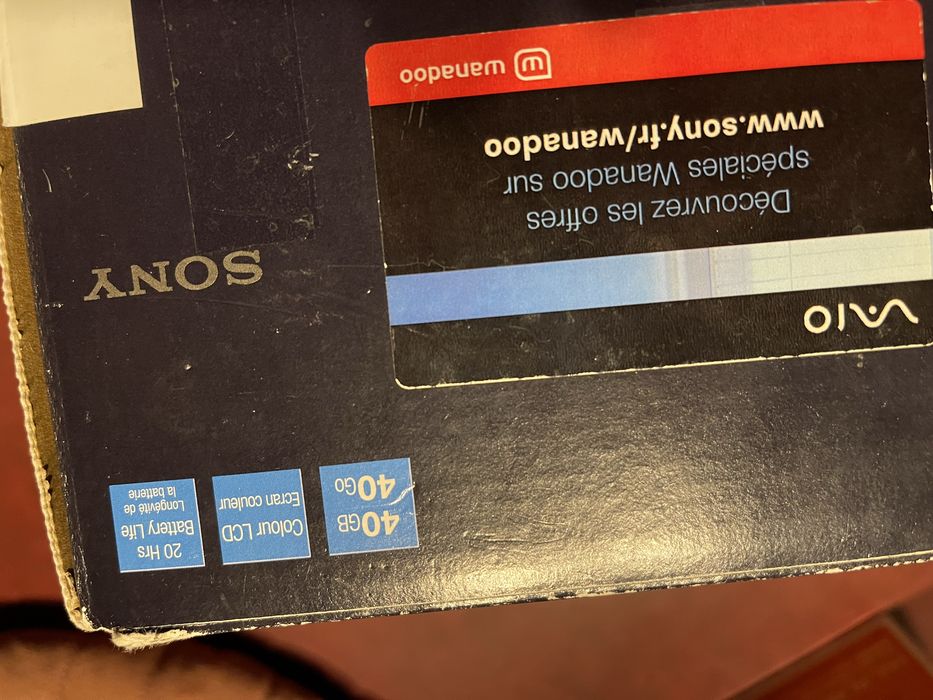 40GB
40Go
Colour LCD
Ecran couleur
20 Hrs
Battery Life
Longévité de
la batterie
VAIO
Découvrez les offres
spéciales Wanadoo sur
www.sony.fr/wanadoo
wanadoo
SONY